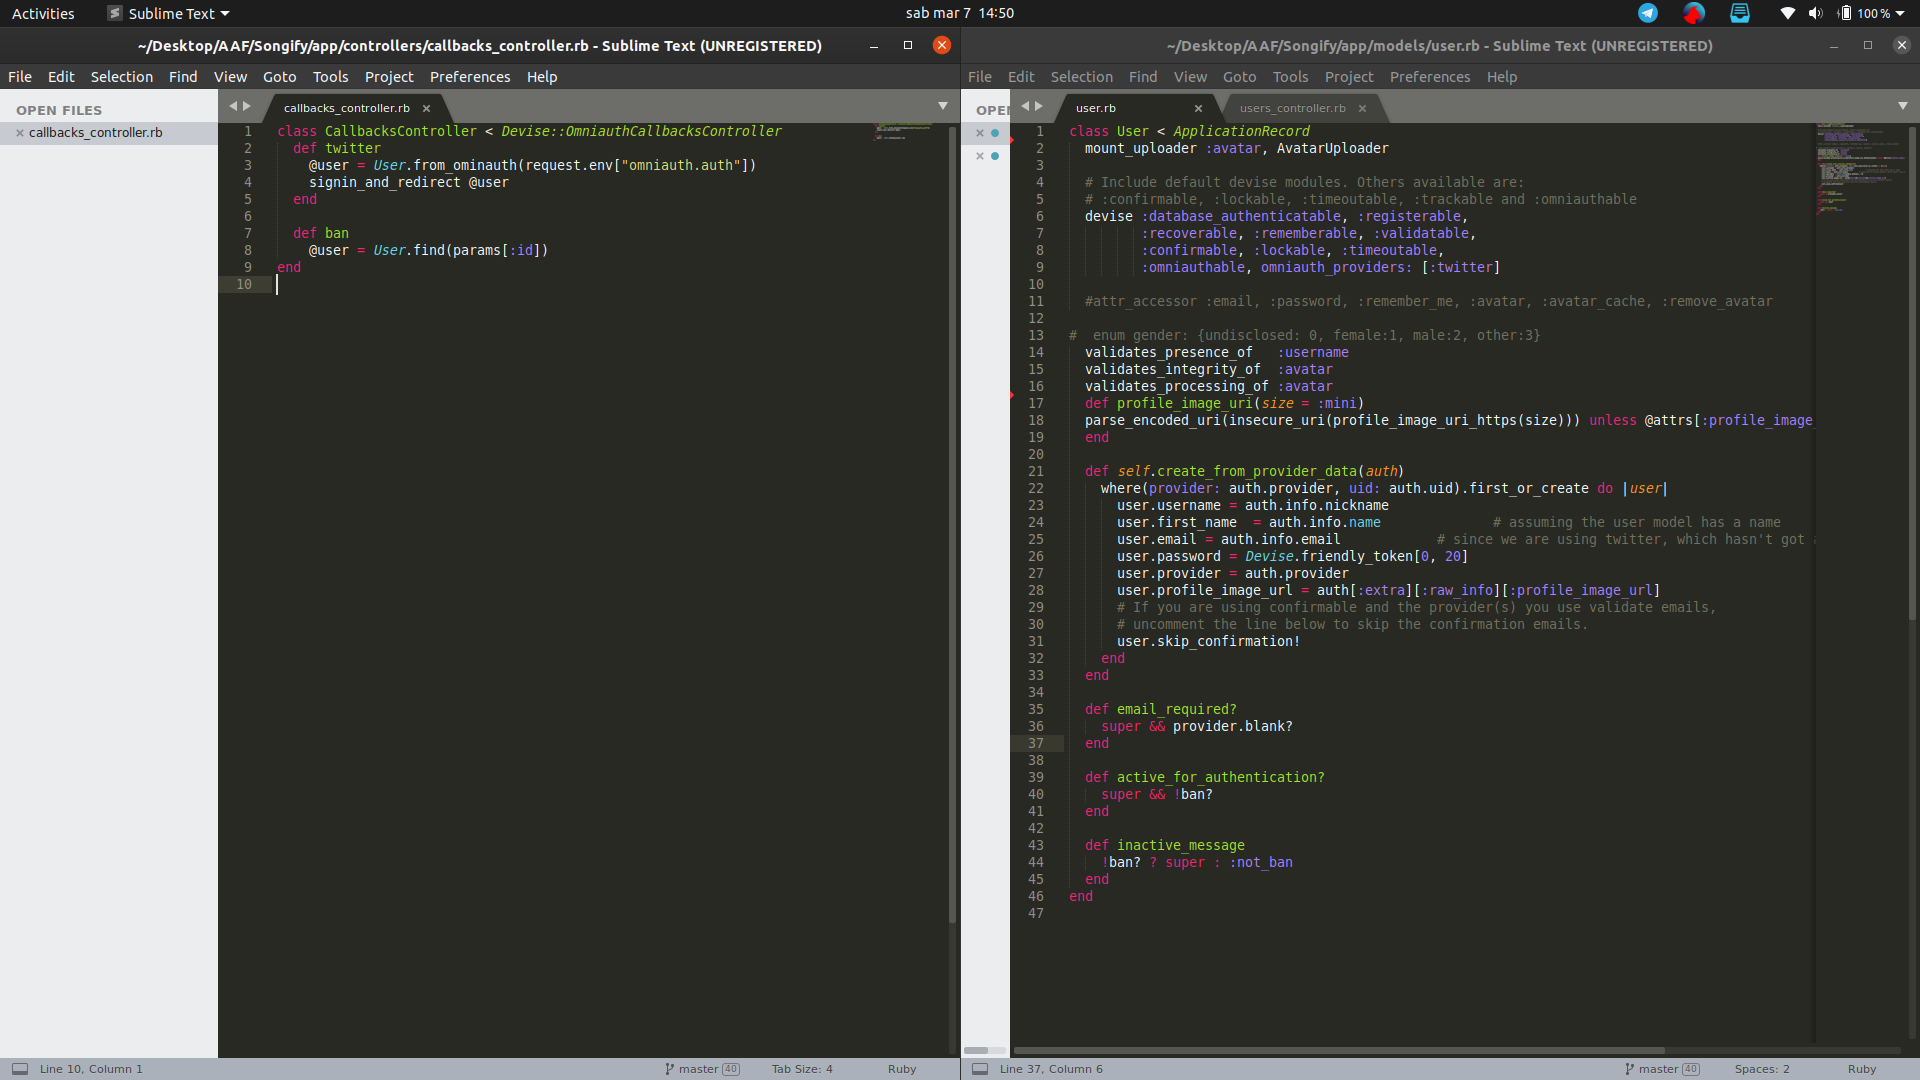 Activities
Sublime Text
sab mar 7 14:50
100 %
~/Desktop/AAF/Songify/app/controllers/callbacks_controller.rb - Sublime Text (UNREGISTERED)
File Edit Selection Find View Goto Tools Project Preferences Help
OPEN FILES
callbacks_controller.rb
callbacks_controller.rb
1 class CallbacksController < Devise::OmniauthCallbacksController
2   def twitter
3     @user = User.from_ominauth(request.env["omniauth.auth"])
4     signin_and_redirect @user
5   end
6
7   def ban
8     @user = User.find(params[:id])
9 end
10
Line 10, Column 1
master 40
Tab Size: 4
Ruby
~/Desktop/AAF/Songify/app/models/user.rb - Sublime Text (UNREGISTERED)
File Edit Selection Find View Goto Tools Project Preferences Help
OPEN
user.rb
users_controller.rb
1 class User < ApplicationRecord
2   mount_uploader :avatar, AvatarUploader
3
4   # Include default devise modules. Others available are:
5   # :confirmable, :lockable, :timeoutable, :trackable and :omniauthable
6   devise :database_authenticatable, :registerable,
7          :recoverable, :rememberable, :validatable,
8          :confirmable, :lockable, :timeoutable,
9          :omniauthable, omniauth_providers: [:twitter]
10
11   #attr_accessor :email, :password, :remember_me, :avatar, :avatar_cache, :remove_avatar
12
13 #  enum gender: {undisclosed: 0, female:1, male:2, other:3}
14   validates_presence_of   :username
15   validates_integrity_of  :avatar
16   validates_processing_of :avatar
17   def profile_image_uri(size = :mini)
18   parse_encoded_uri(insecure_uri(profile_image_uri_https(size))) unless @attrs[:profile_image_
19   end
20
21   def self.create_from_provider_data(auth)
22     where(provider: auth.provider, uid: auth.uid).first_or_create do |user|
23       user.username = auth.info.nickname
24       user.first_name  = auth.info.name              # assuming the user model has a name
25       user.email = auth.info.email            # since we are using twitter, which hasn't got
26       user.password = Devise.friendly_token[0, 20]
27       user.provider = auth.provider
28       user.profile_image_url = auth[:extra][:raw_info][:profile_image_url]
29       # If you are using confirmable and the provider(s) you use validate emails,
30       # uncomment the line below to skip the confirmation emails.
31       user.skip_confirmation!
32     end
33   end
34
35   def email_required?
36     super && provider.blank?
37   end
38
39   def active_for_authentication?
40     super && !ban?
41   end
42
43   def inactive_message
44     !ban? ? super : :not_ban
45   end
46 end
47
Line 37, Column 6
master 40
Spaces: 2
Ruby